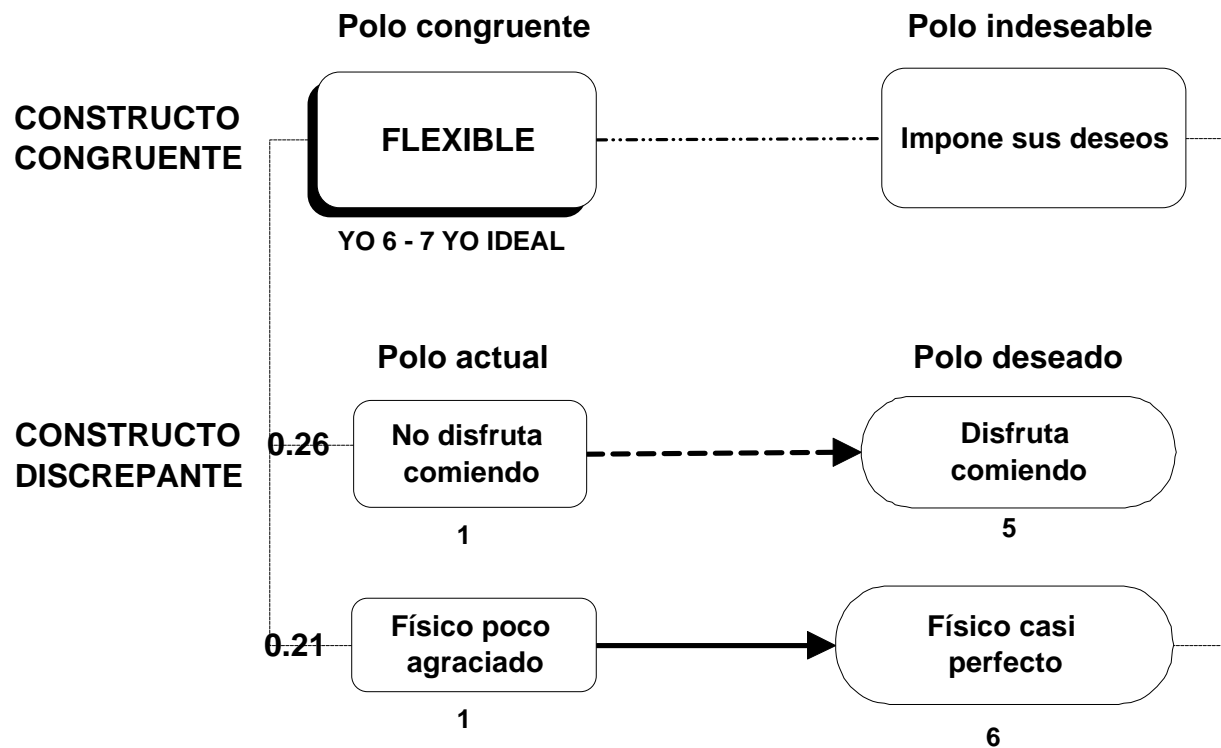 Polo congruente
Polo indeseable
CONSTRUCTO
CONGRUENTE
FLEXIBLE
Impone sus deseos
YO 6 - 7 YO IDEAL
Polo actual
Polo deseado
CONSTRUCTO
DISCREPANTE
0.26
No disfruta
comiendo
Disfruta
comiendo
1
5
0.21
Físico poco
agraciado
Físico casi
perfecto
1
6